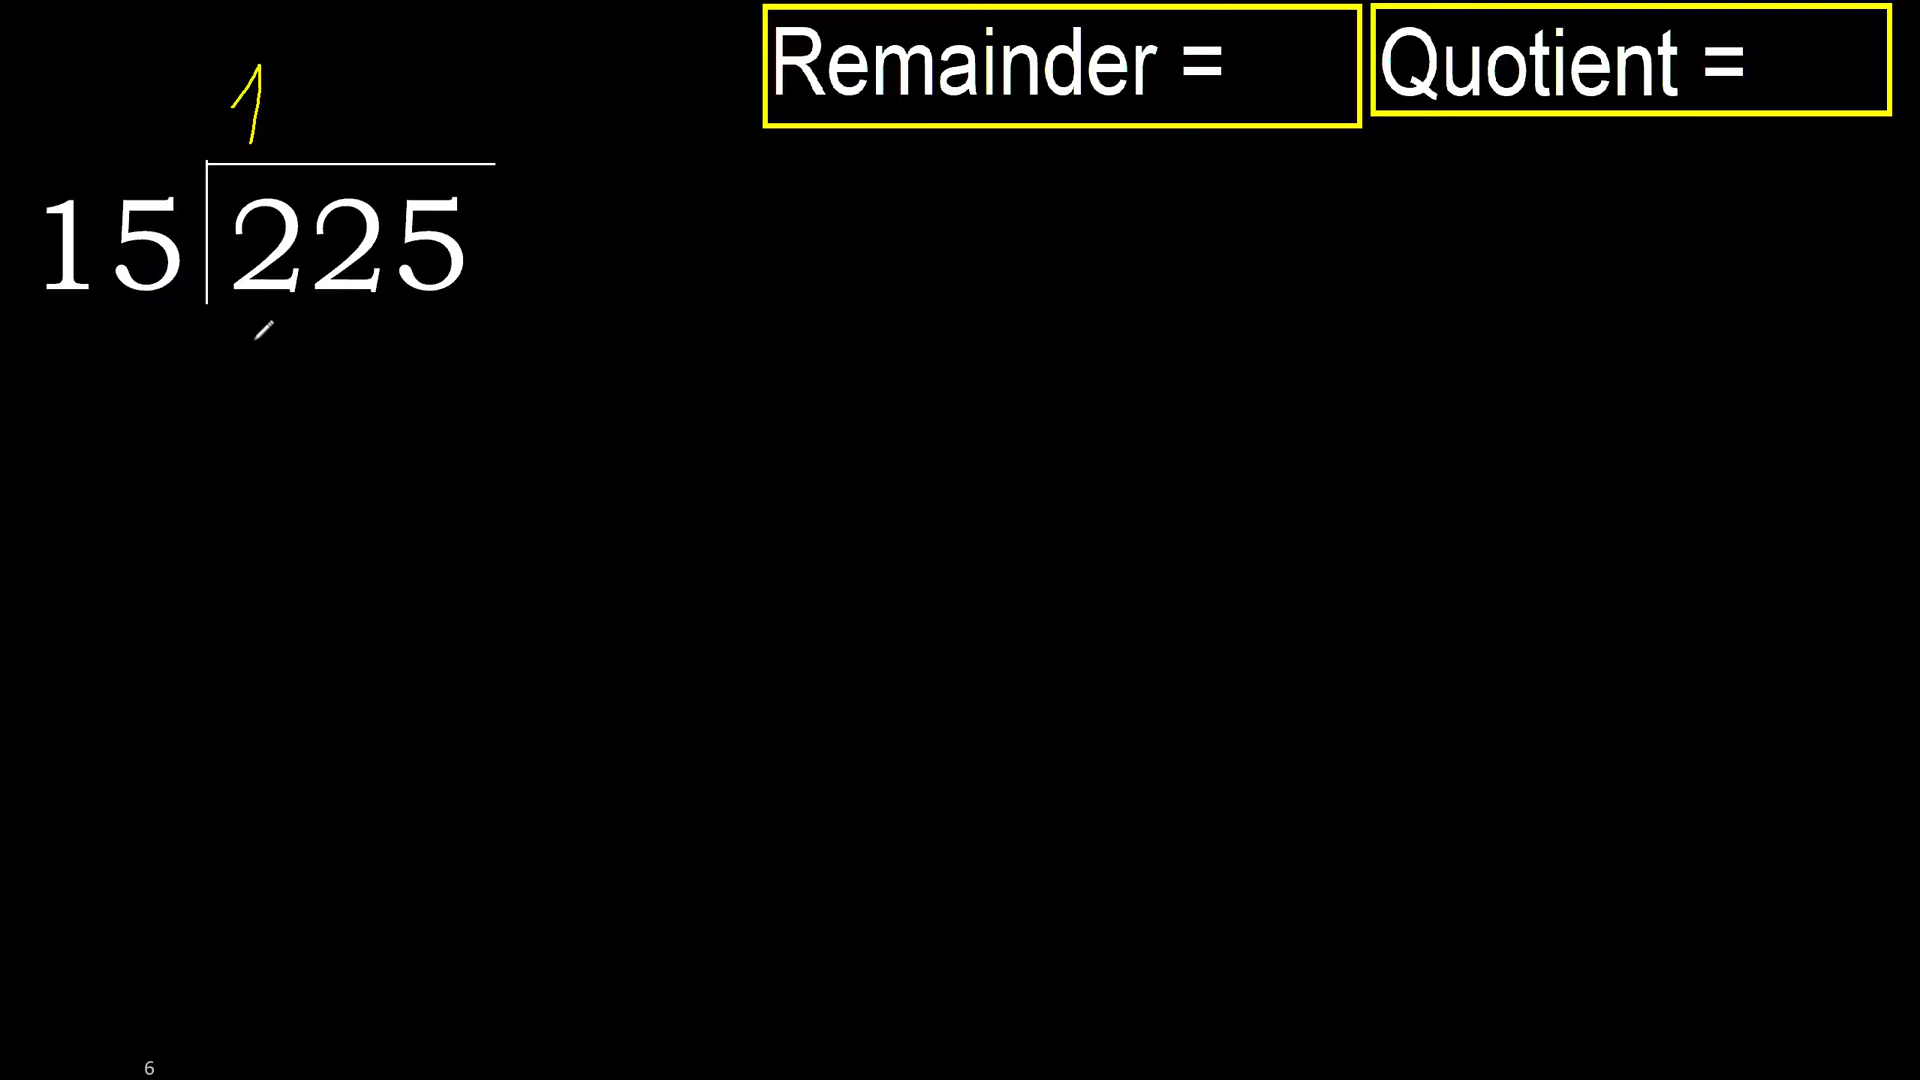 Remainder = Quotient =
1
15 225
6